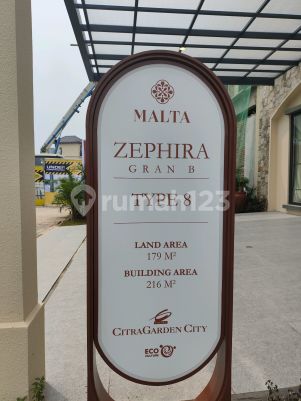 MALTA
ZEPHIRA
GRAN B
TYPE 8
rumah123
LAND AREA
179 M²
BUILDING AREA
216 M²
CITRAGARDEN CITY
ECO